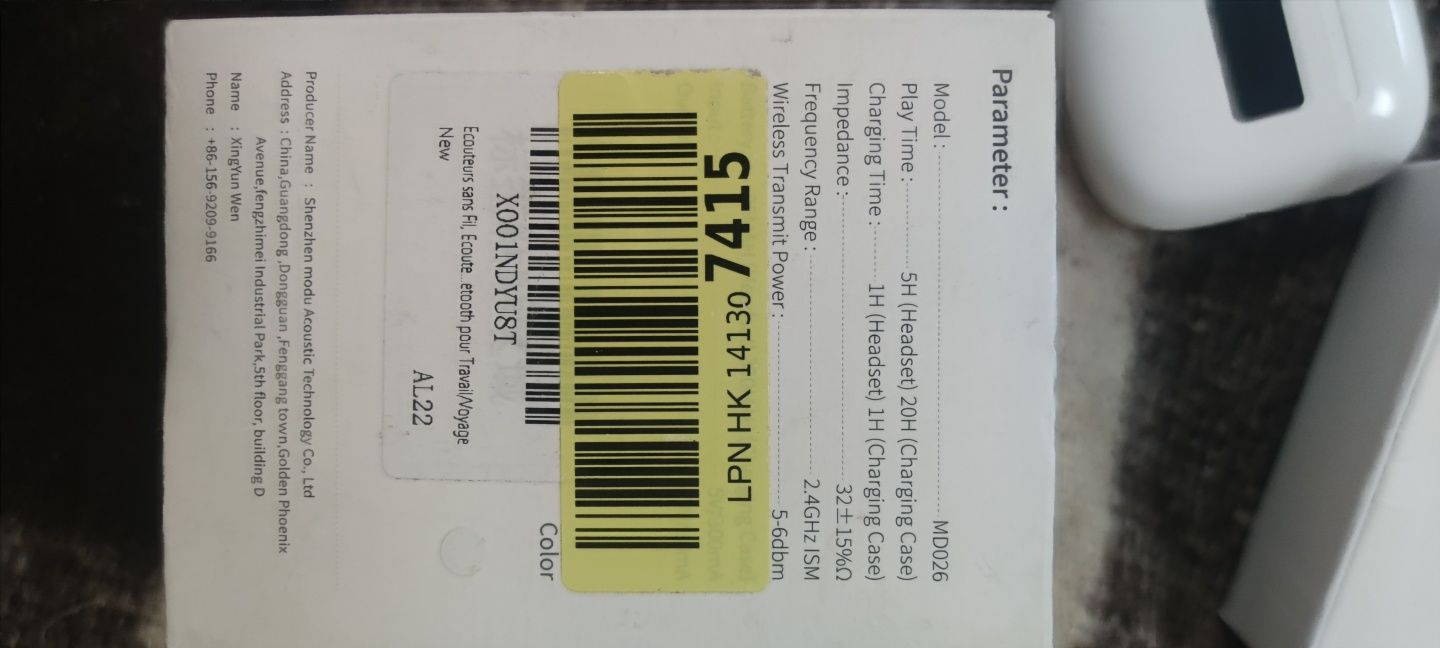 Parameter :
Model : MD026
Play Time : 5H (Headset) 20H (Charging Case)
Charging Time : 1H (Headset) 1H (Charging Case)
Impedance : 32±15%Ω
Frequency Range : 2.4GHz ISM
Wireless Transmit Power : 5-6dbm
LPN HK 14130 7415
Color
X001NDYU8T
Ecouteurs sans Fil, Ecoute...etooth pour Travail/Voyage
New
AL22
Producer Name : Shenzhen modu Acoustic Technology Co., Ltd
Address : China,Guangdong ,Dongguan ,Fenggang town,Golden Phoenix
Avenue,fengzhimei Industrial Park,5th floor, building D
Name : XingYun Wen
Phone : +86-156-9209-9166